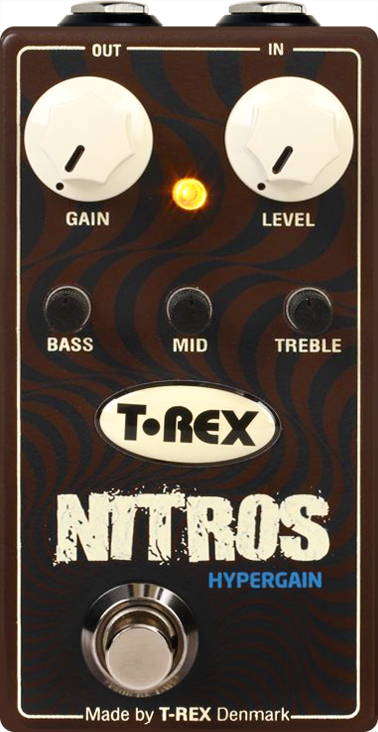 OUT IN
GAIN LEVEL
BASS MID TREBLE
T•REX
NITROS
HYPERGAIN
Made by T-REX Denmark